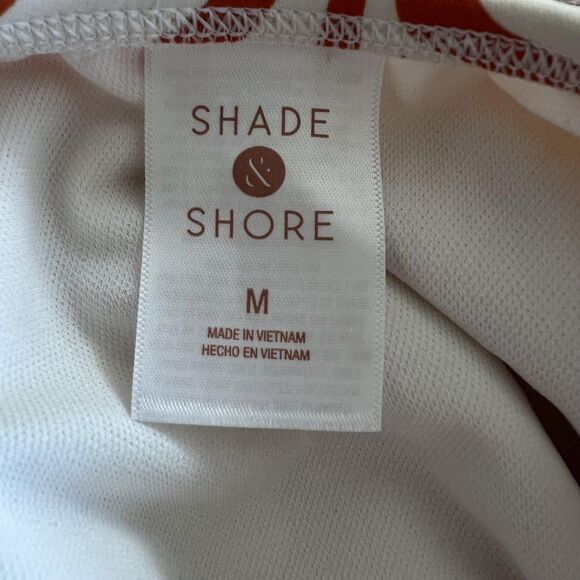 SHADE
&
SHORE
M
MADE IN VIETNAM
HECHO EN VIETNAM